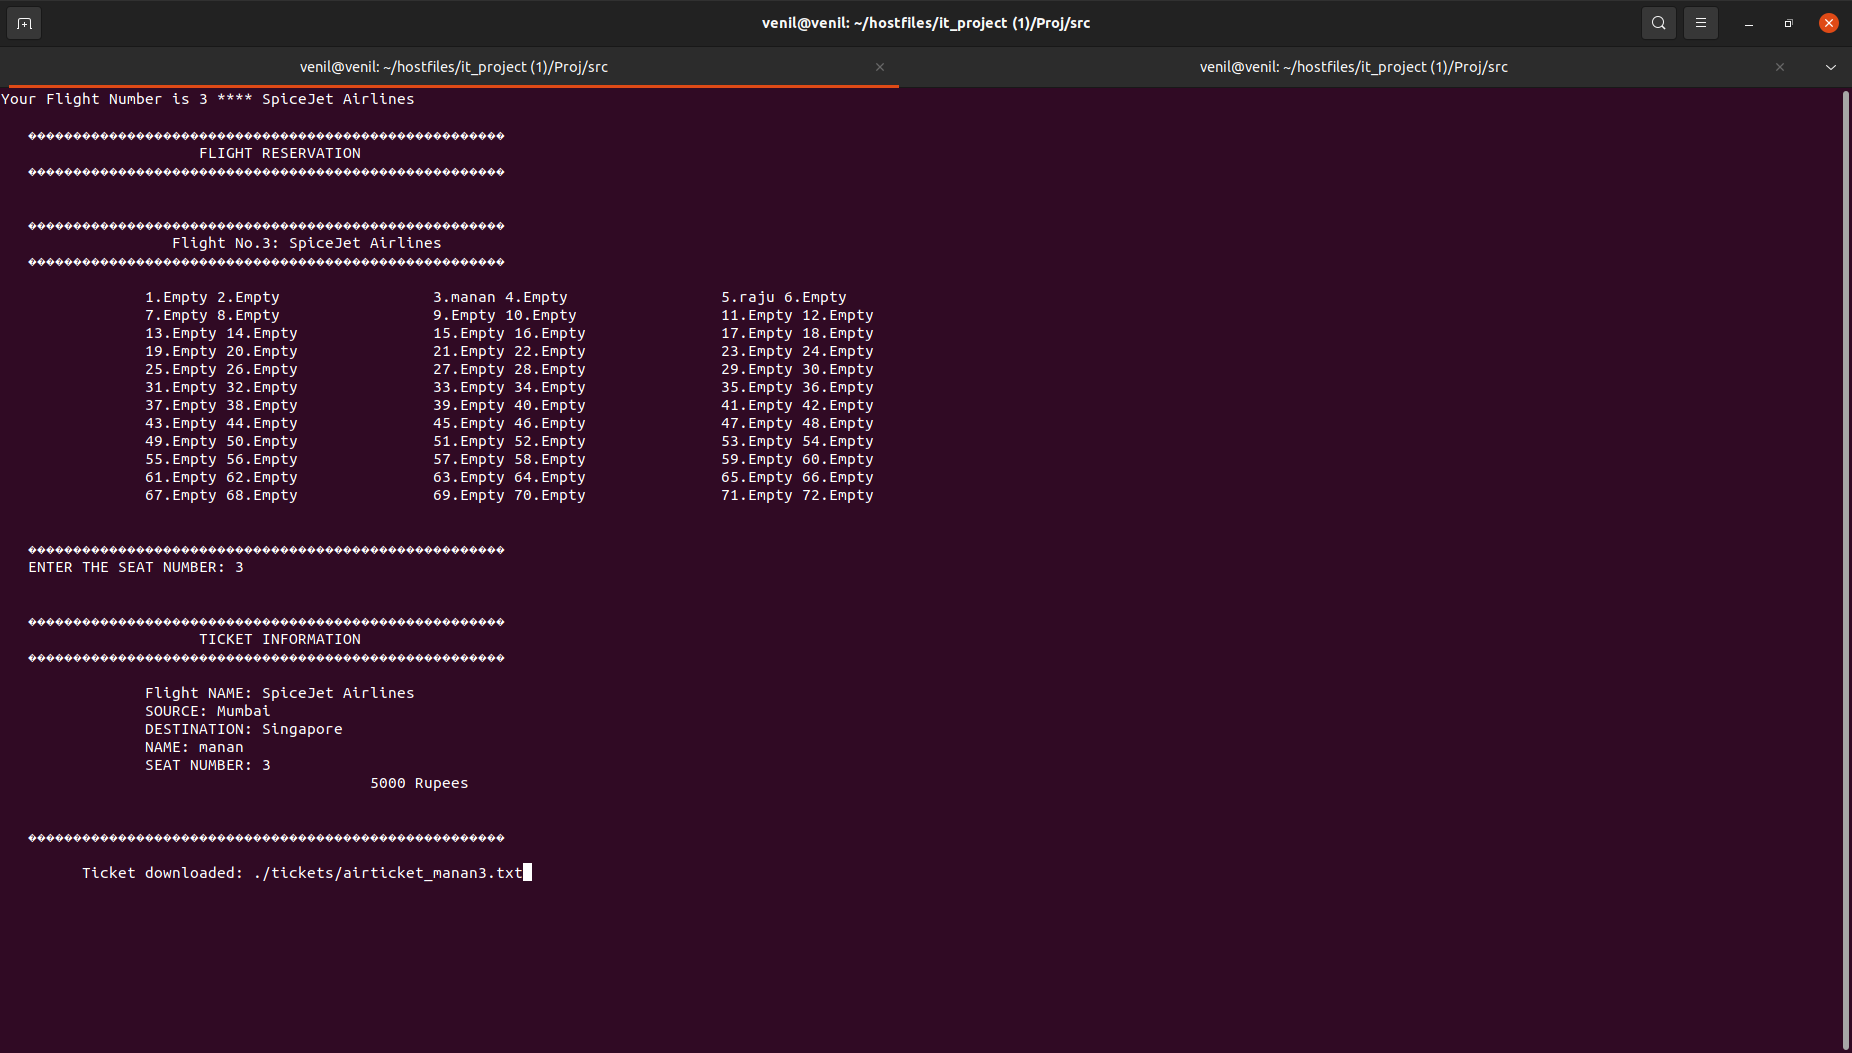 venil@venil: ~/hostfiles/it_project (1)/Proj/src
venil@venil: ~/hostfiles/it_project (1)/Proj/src
venil@venil: ~/hostfiles/it_project (1)/Proj/src
Your Flight Number is 3 **** SpiceJet Airlines
�����������������������������������������������������
FLIGHT RESERVATION
�����������������������������������������������������
�����������������������������������������������������
Flight No.3: SpiceJet Airlines
�����������������������������������������������������
1.Empty 2.Empty 3.manan 4.Empty 5.raju 6.Empty
7.Empty 8.Empty 9.Empty 10.Empty 11.Empty 12.Empty
13.Empty 14.Empty 15.Empty 16.Empty 17.Empty 18.Empty
19.Empty 20.Empty 21.Empty 22.Empty 23.Empty 24.Empty
25.Empty 26.Empty 27.Empty 28.Empty 29.Empty 30.Empty
31.Empty 32.Empty 33.Empty 34.Empty 35.Empty 36.Empty
37.Empty 38.Empty 39.Empty 40.Empty 41.Empty 42.Empty
43.Empty 44.Empty 45.Empty 46.Empty 47.Empty 48.Empty
49.Empty 50.Empty 51.Empty 52.Empty 53.Empty 54.Empty
55.Empty 56.Empty 57.Empty 58.Empty 59.Empty 60.Empty
61.Empty 62.Empty 63.Empty 64.Empty 65.Empty 66.Empty
67.Empty 68.Empty 69.Empty 70.Empty 71.Empty 72.Empty
�����������������������������������������������������
ENTER THE SEAT NUMBER: 3
�����������������������������������������������������
TICKET INFORMATION
�����������������������������������������������������
Flight NAME: SpiceJet Airlines
SOURCE: Mumbai
DESTINATION: Singapore
NAME: manan
SEAT NUMBER: 3
5000 Rupees
�����������������������������������������������������
Ticket downloaded: ./tickets/airticket_manan3.txt